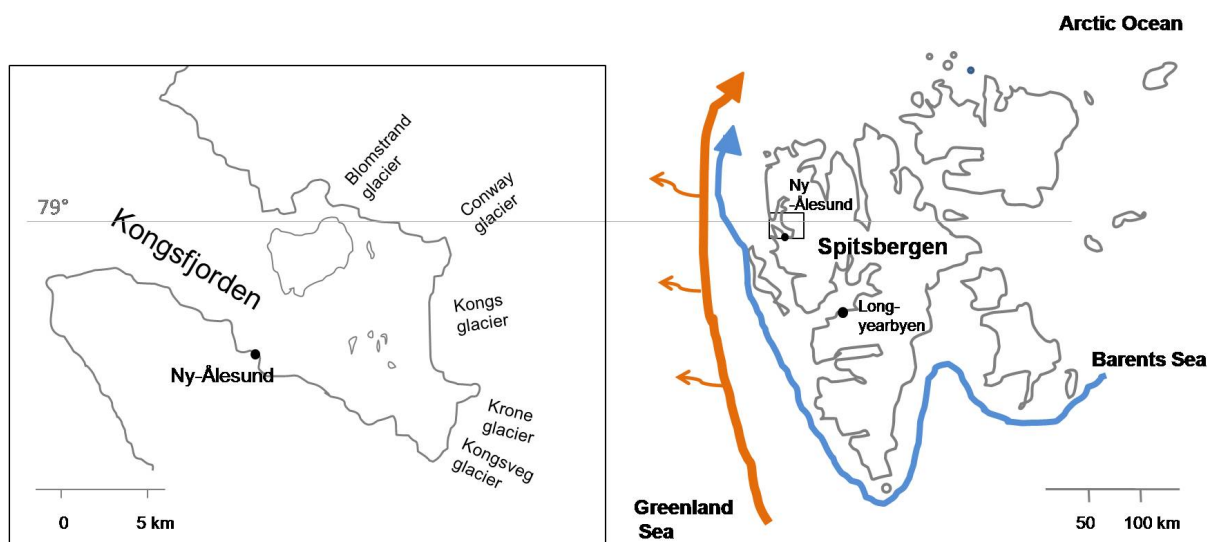 79°
Kongsfjorden
Blomstrand
glacier
Conway
glacier
Kongs
glacier
Ny-Ålesund
Krone
glacier
Kongsveg
glacier
0 5 km
Arctic Ocean
Ny
-Ålesund
Spitsbergen
Long-
yearbyen
Barents Sea
Greenland
Sea
50 100 km